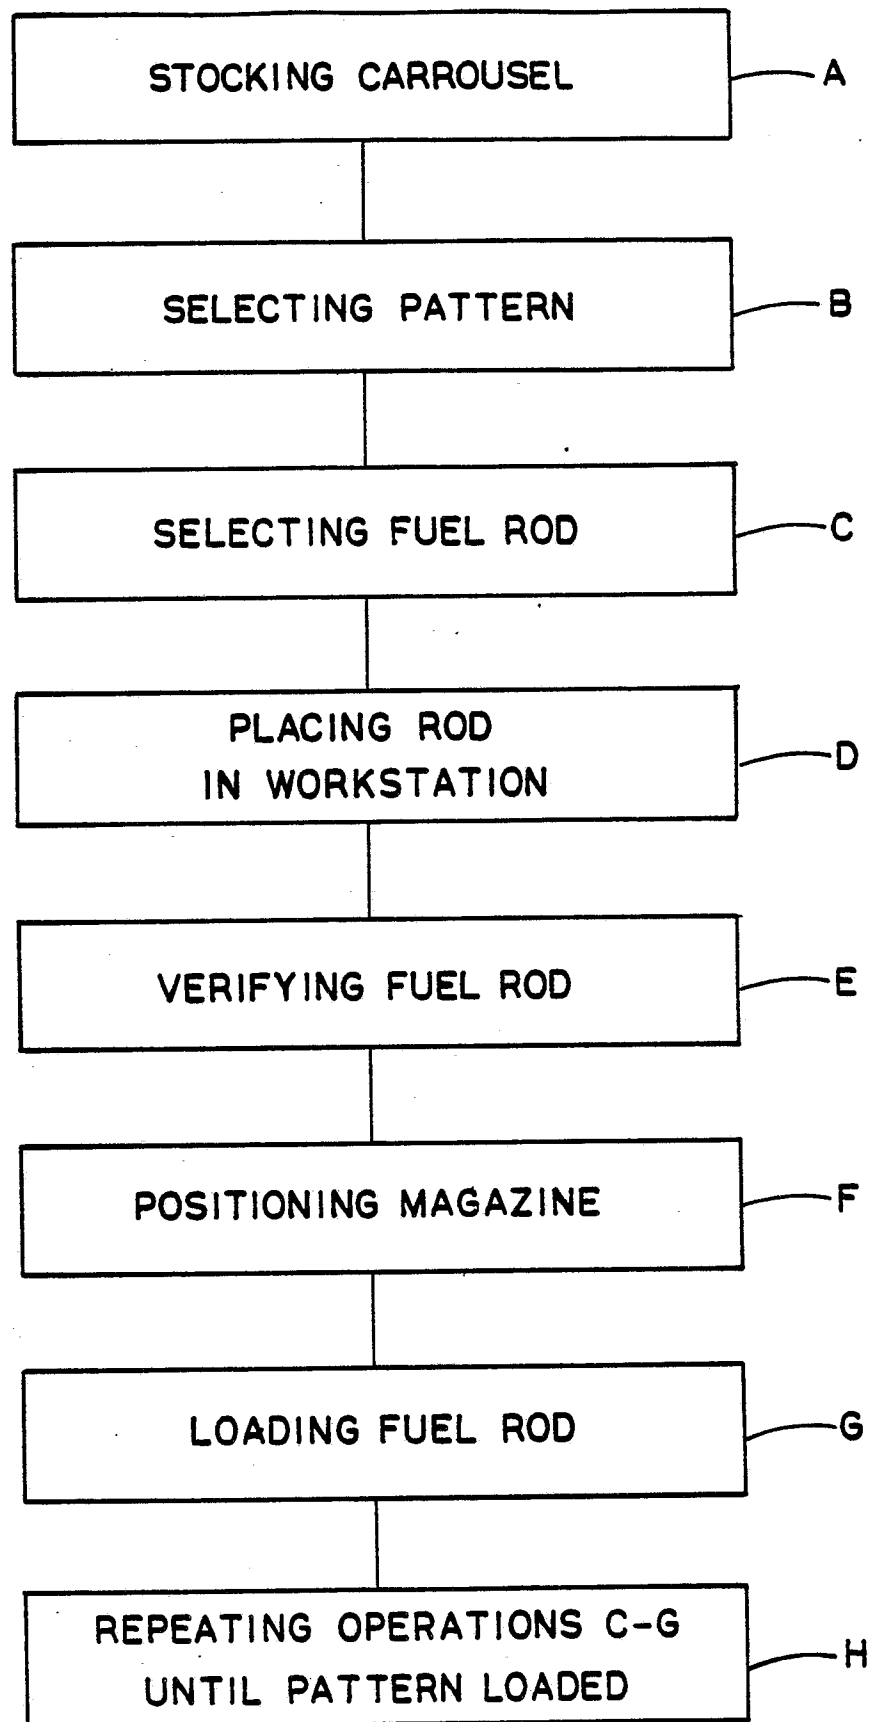 STOCKING CARROUSEL
A
SELECTING PATTERN
B
SELECTING FUEL ROD
C
PLACING ROD
IN WORKSTATION
D
VERIFYING FUEL ROD
E
POSITIONING MAGAZINE
F
LOADING FUEL ROD
G
REPEATING OPERATIONS C-G
UNTIL PATTERN LOADED
H